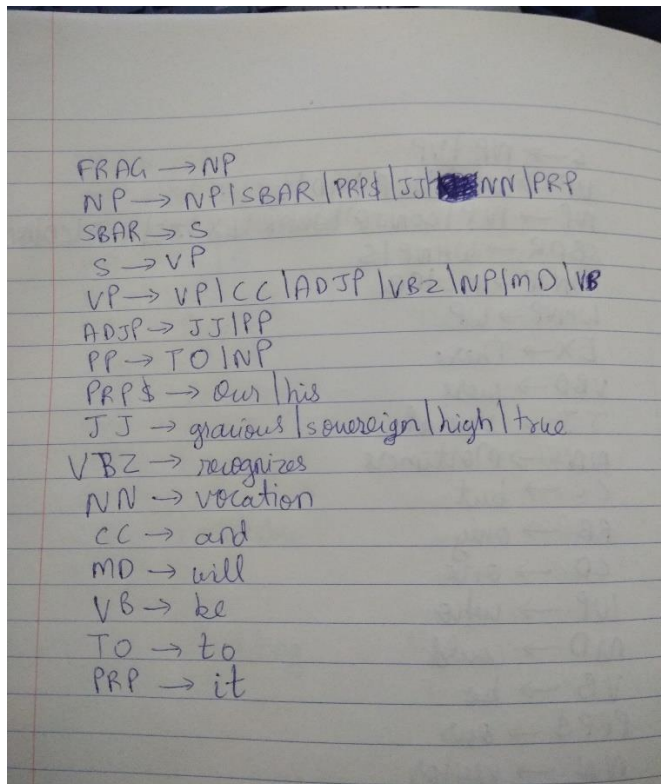 FRAG → NP
NP → NP | SBAR | PRP$ | JJ | NN | PRP
SBAR → S
S → VP
VP → VP | CC | ADJP | VBZ | NP | MD | VB
ADJP → JJ | PP
PP → TO | NP
PRP$ → Our | his
JJ → gracious | sovereign | high | true
VBZ → recognizes
NN → vocation
CC → and
MD → will
VB → be
TO → to
PRP → it